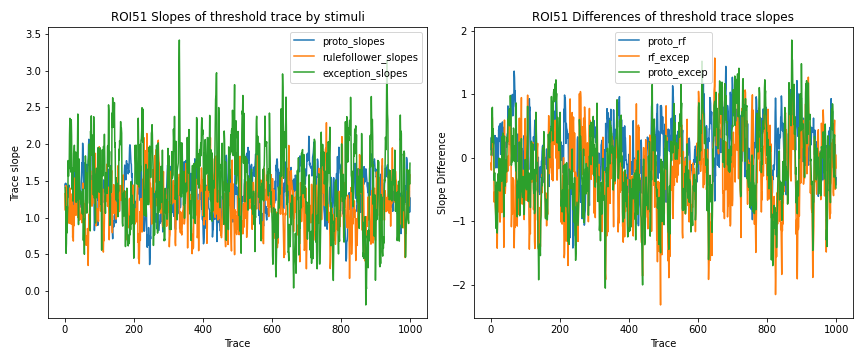 ROI51 Slopes of threshold trace by stimuli
proto_slopes
rulefollower_slopes
exception_slopes
Trace slope
3.5
3.0
2.5
2.0
1.5
1.0
0.5
0.0
0
200
400
600
800
1000
Trace
ROI51 Differences of threshold trace slopes
proto_rf
rf_excep
proto_excep
Slope Difference
2
1
0
−1
−2
0
200
400
600
800
1000
Trace